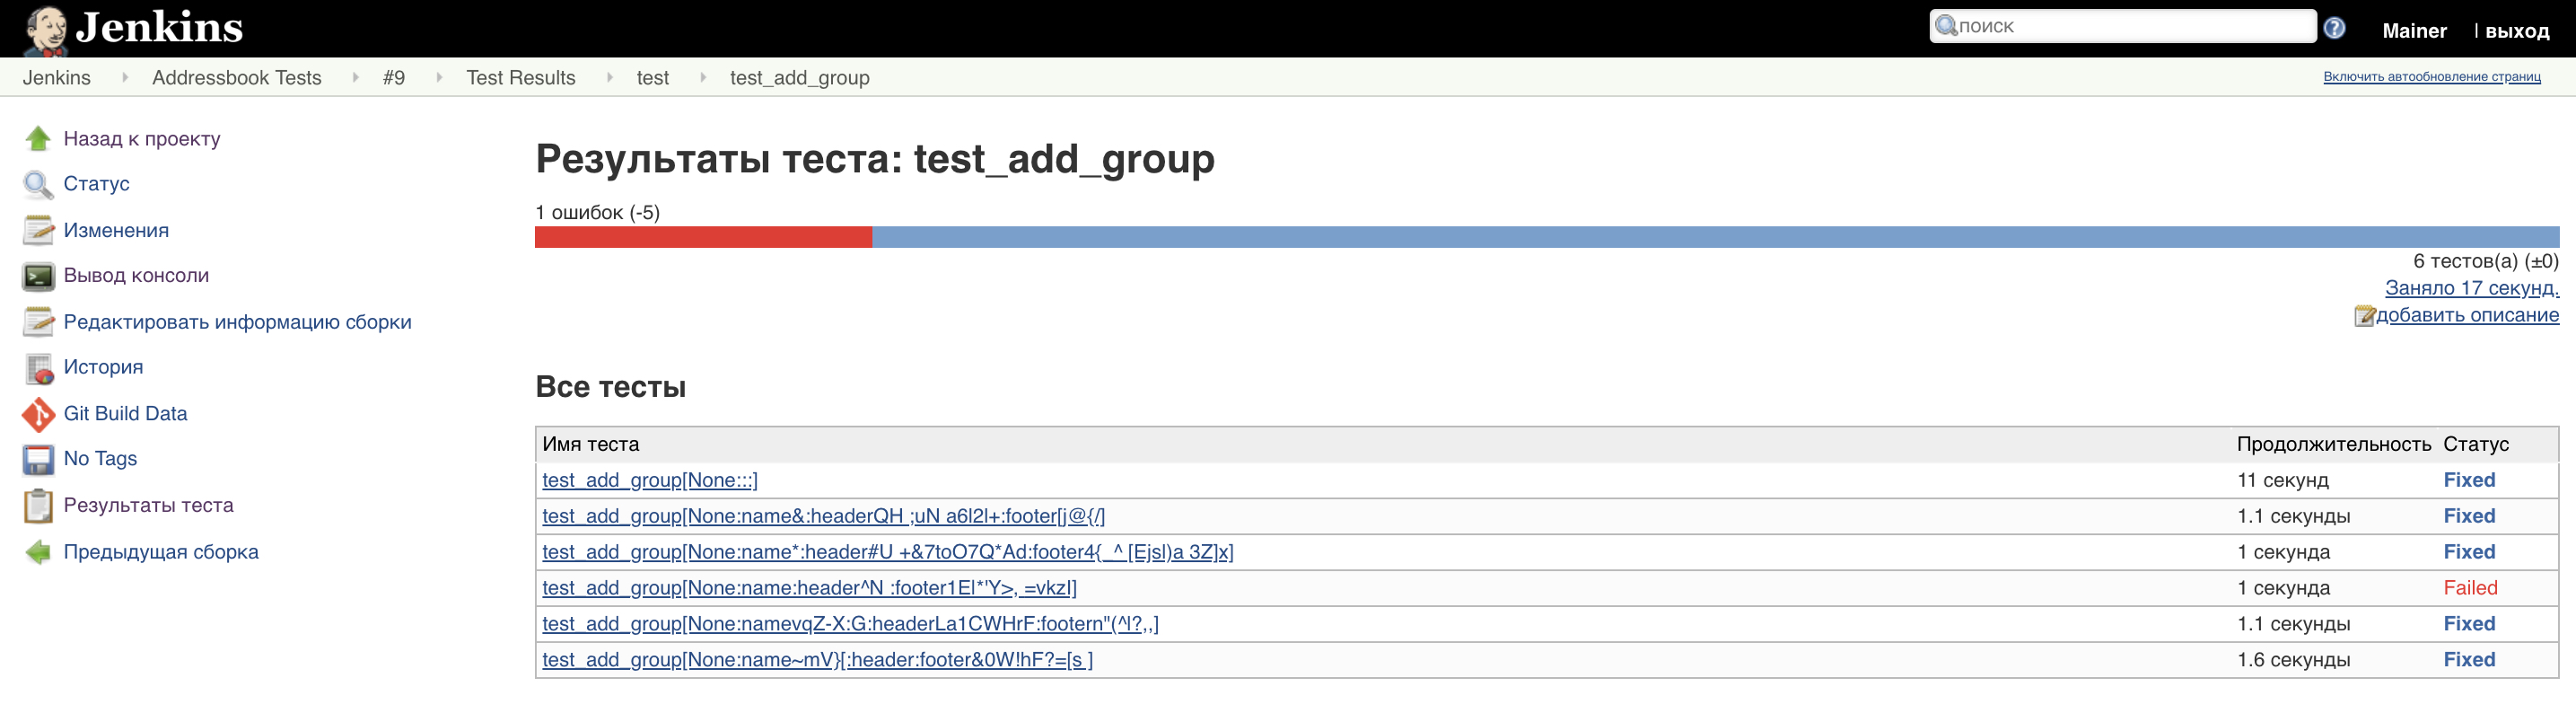 Jenkins
поиск
Mainer | выход
Jenkins Addressbook Tests #9 Test Results test test_add_group
Включить автообновление страниц
Назад к проекту
Статус
Изменения
Вывод консоли
Редактировать информацию сборки
История
Git Build Data
No Tags
Результаты теста
Предыдущая сборка
Результаты теста: test_add_group
1 ошибок (-5)
6 тестов(а) (±0)
Заняло 17 секунд.
добавить описание
Все тесты
Имя теста Продолжительность Статус
test_add_group[None:::] 11 секунд Fixed
test_add_group[None:name&:headerQH ;uN a6l2l+:footer[j@{/] 1.1 секунды Fixed
test_add_group[None:name*:header#U +&7toO7Q*Ad:footer4{_^ [Ejsl)a 3Z]x] 1 секунда Fixed
test_add_group[None:name:header^N :footer1El*'Y>, =vkzI] 1 секунда Failed
test_add_group[None:namevqZ-X:G:headerLa1CWHrF:footern"(^l?,,] 1.1 секунды Fixed
test_add_group[None:name~mV}[:header:footer&0W!hF?=[s ] 1.6 секунды Fixed